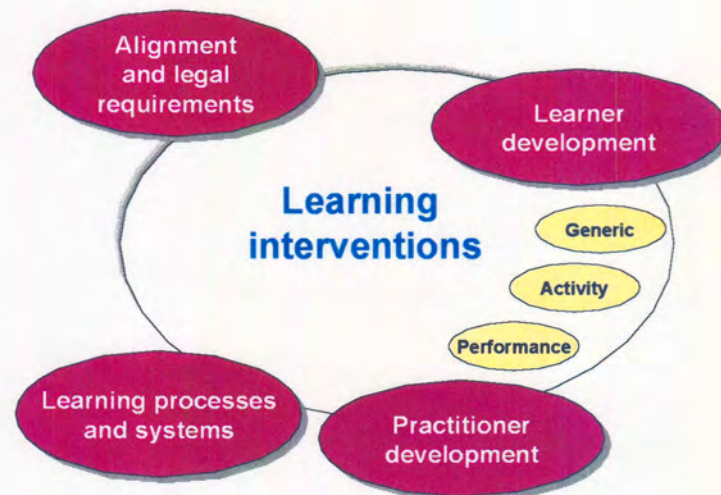 Alignment
and legal
requirements
Learner
development
Learning
interventions
Generic
Activity
Performance
Learning processes
and systems
Practitioner
development